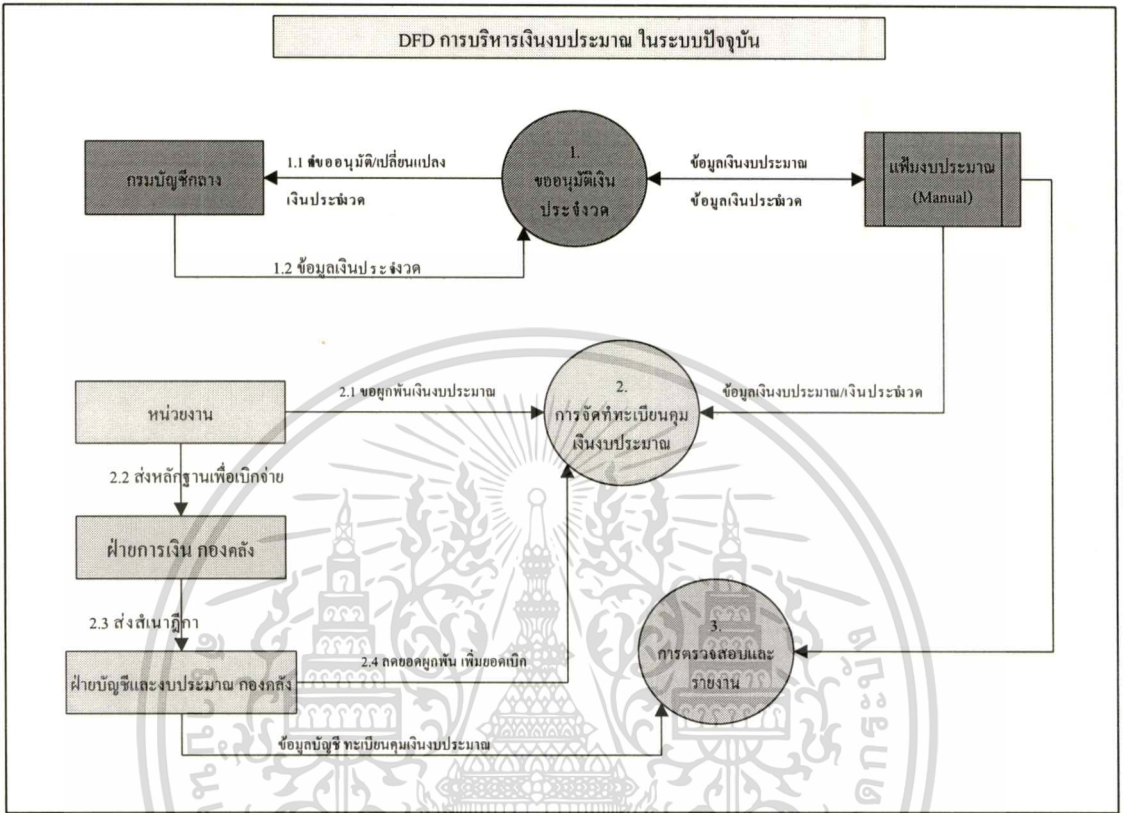 DFD การบริหารเงินงบประมาณ ในระบบปัจจุบัน
กรมบัญชีกลาง
1.1 คำขออนุมัติ/เปลี่ยนแปลง
เงินประจำงวด
1.
ขออนุมัติเงิน
ประจำงวด
ข้อมูลเงินงบประมาณ
ข้อมูลเงินประจำงวด
แฟ้มงบประมาณ
(Manual)
1.2 ข้อมูลเงินประจำงวด
หน่วยงาน
2.1 ขอผูกพันเงินงบประมาณ
2.
การจัดทำทะเบียนคุม
เงินงบประมาณ
ข้อมูลเงินงบประมาณ/เงินประจำงวด
2.2 ส่งหลักฐานเพื่อเบิกจ่าย
ฝ่ายการเงิน กองคลัง
2.3 ส่งสำเนาฎีกา
ฝ่ายบัญชีและงบประมาณ กองคลัง
2.4 ลดยอดผูกพัน เพิ่มยอดเบิก
3.
การตรวจสอบและ
รายงาน
ข้อมูลบัญชี ทะเบียนคุมเงินงบประมาณ